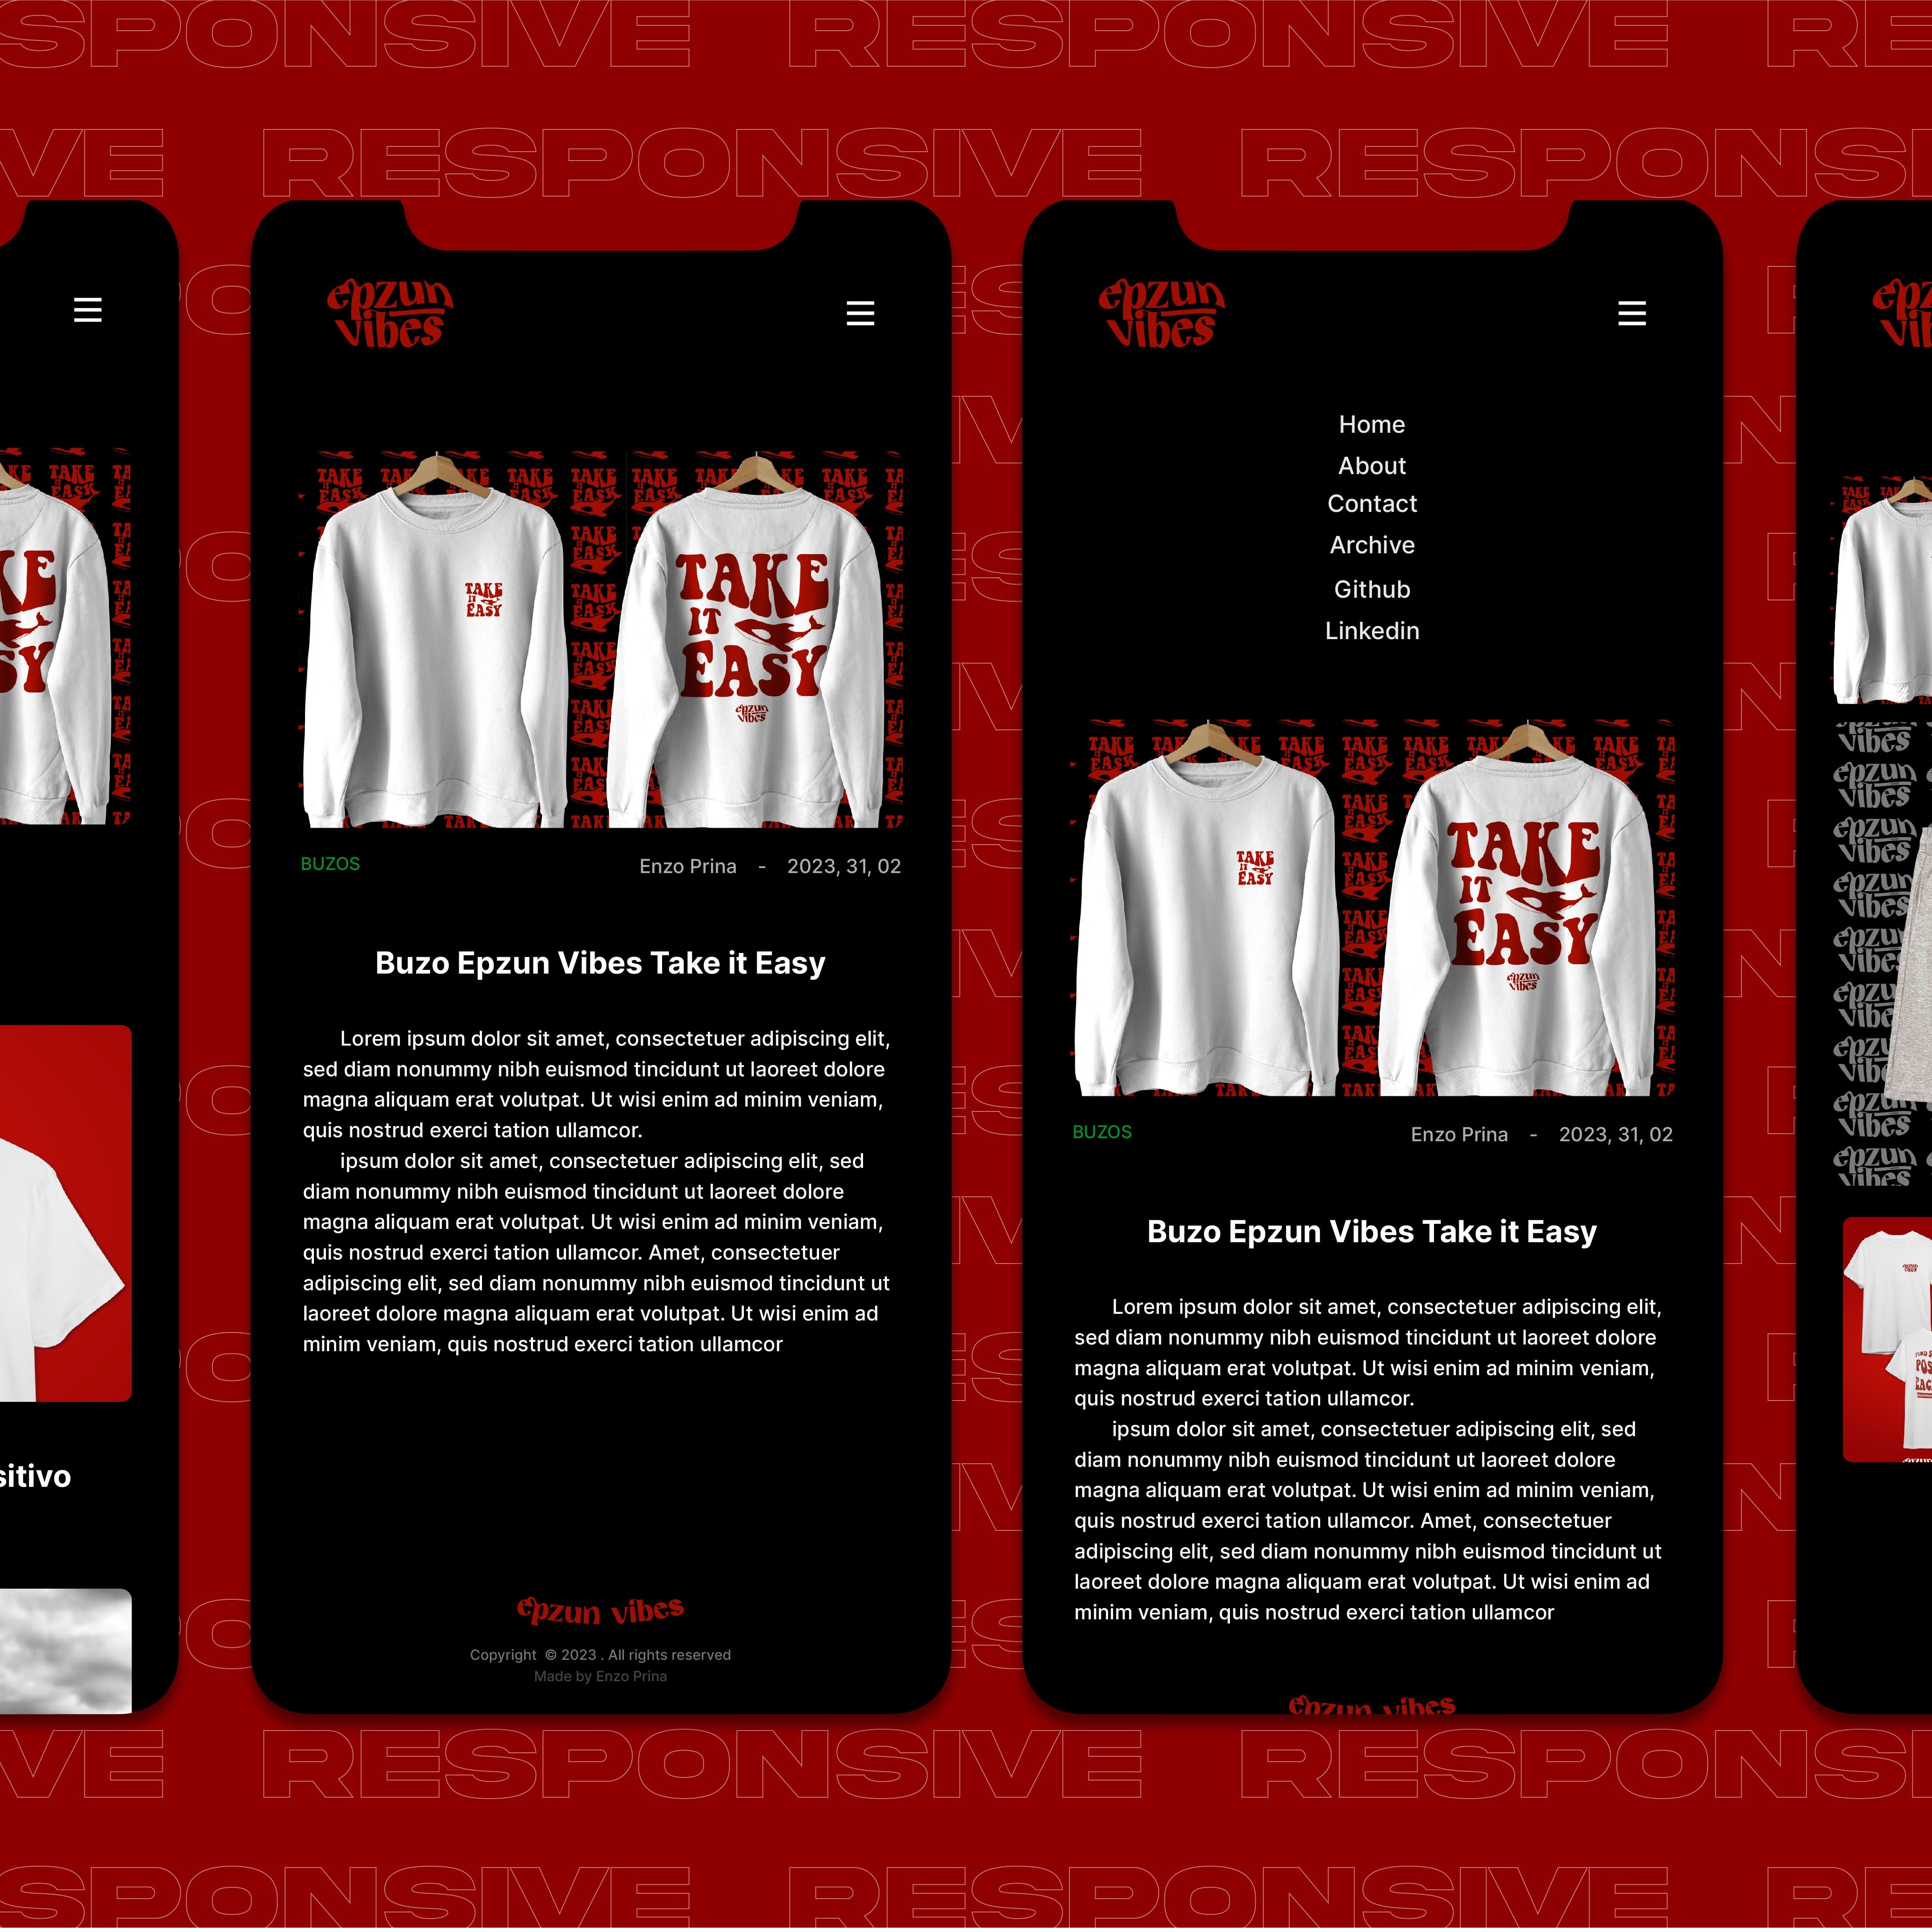 RESPONSIVE
RESPONSIVE
epzun
vibes
TAKE
IT
EASY
TAKE
IT
EASY
epzun
vibes
BUZOS
Enzo Prina - 2023, 31, 02
Buzo Epzun Vibes Take it Easy
Lorem ipsum dolor sit amet, consectetuer adipiscing elit,
sed diam nonummy nibh euismod tincidunt ut laoreet dolore
magna aliquam erat volutpat. Ut wisi enim ad minim veniam,
quis nostrud exerci tation ullamcor.
ipsum dolor sit amet, consectetuer adipiscing elit, sed
diam nonummy nibh euismod tincidunt ut laoreet dolore
magna aliquam erat volutpat. Ut wisi enim ad minim veniam,
quis nostrud exerci tation ullamcor. Amet, consectetuer
adipiscing elit, sed diam nonummy nibh euismod tincidunt ut
laoreet dolore magna aliquam erat volutpat. Ut wisi enim ad
minim veniam, quis nostrud exerci tation ullamcor
epzun vibes
Copyright © 2023 . All rights reserved
Made by Enzo Prina
epzun
vibes
Home
About
Contact
Archive
Github
Linkedin
TAKE
IT
EASY
TAKE
IT
EASY
epzun
vibes
BUZOS
Enzo Prina - 2023, 31, 02
Buzo Epzun Vibes Take it Easy
Lorem ipsum dolor sit amet, consectetuer adipiscing elit,
sed diam nonummy nibh euismod tincidunt ut laoreet dolore
magna aliquam erat volutpat. Ut wisi enim ad minim veniam,
quis nostrud exerci tation ullamcor.
ipsum dolor sit amet, consectetuer adipiscing elit, sed
diam nonummy nibh euismod tincidunt ut laoreet dolore
magna aliquam erat volutpat. Ut wisi enim ad minim veniam,
quis nostrud exerci tation ullamcor. Amet, consectetuer
adipiscing elit, sed diam nonummy nibh euismod tincidunt ut
laoreet dolore magna aliquam erat volutpat. Ut wisi enim ad
minim veniam, quis nostrud exerci tation ullamcor
epzun vibes
sitivo
epzun
vibes
RESPONSIVE
RESPONSIVE